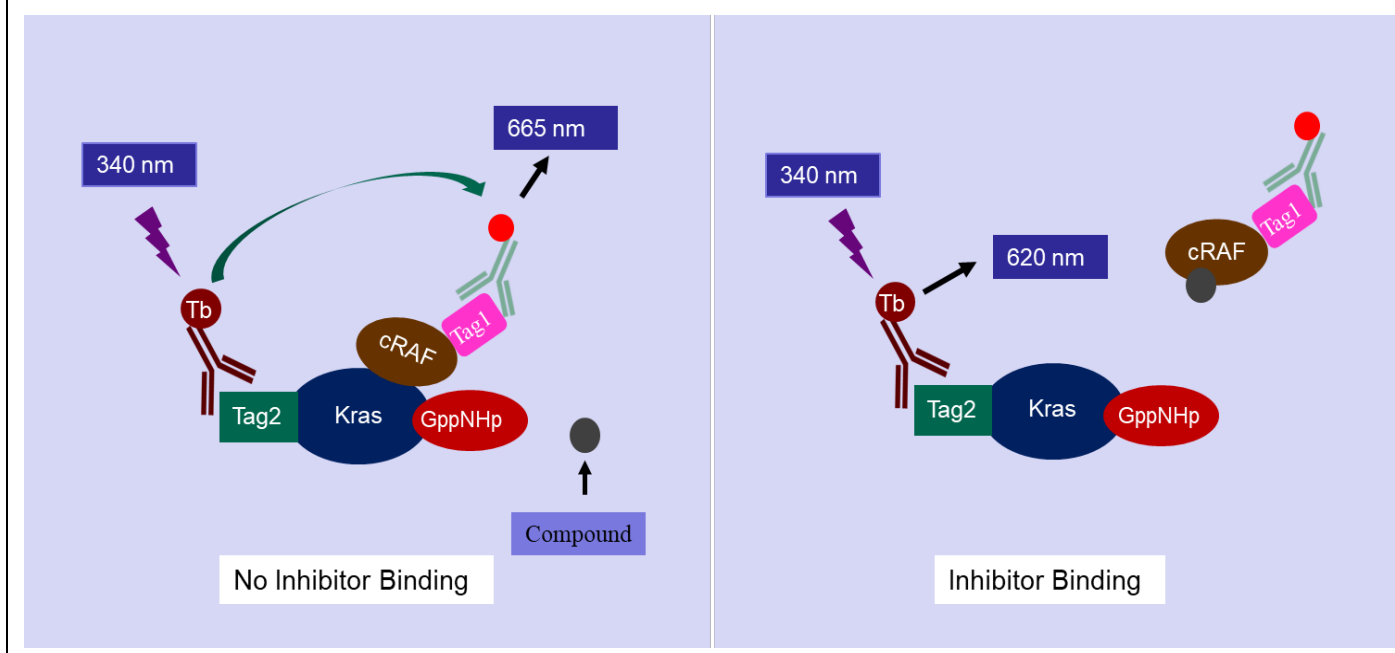 340 nm
665 nm
Tb
Tag1
cRAF
Tag2
Kras
GppNHp
Compound
No Inhibitor Binding
340 nm
620 nm
Tb
Tag1
cRAF
Tag2
Kras
GppNHp
Inhibitor Binding